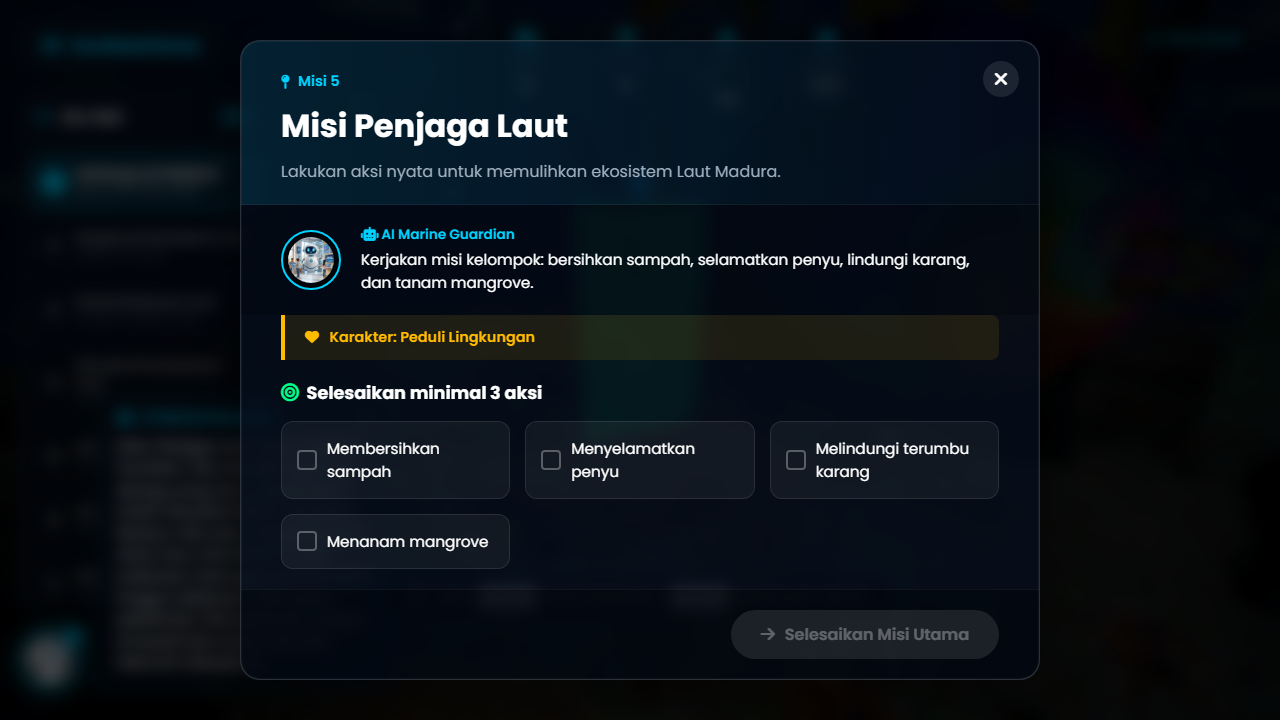 Misi 5
Misi Penjaga Laut
Lakukan aksi nyata untuk memulihkan ekosistem Laut Madura.
AI Marine Guardian
Kerjakan misi kelompok: bersihkan sampah, selamatkan penyu, lindungi karang,
dan tanam mangrove.
Karakter: Peduli Lingkungan
Selesaikan minimal 3 aksi
Membersihkan
sampah
Menyelamatkan
penyu
Melindungi terumbu
karang
Menanam mangrove
Selesaikan Misi Utama